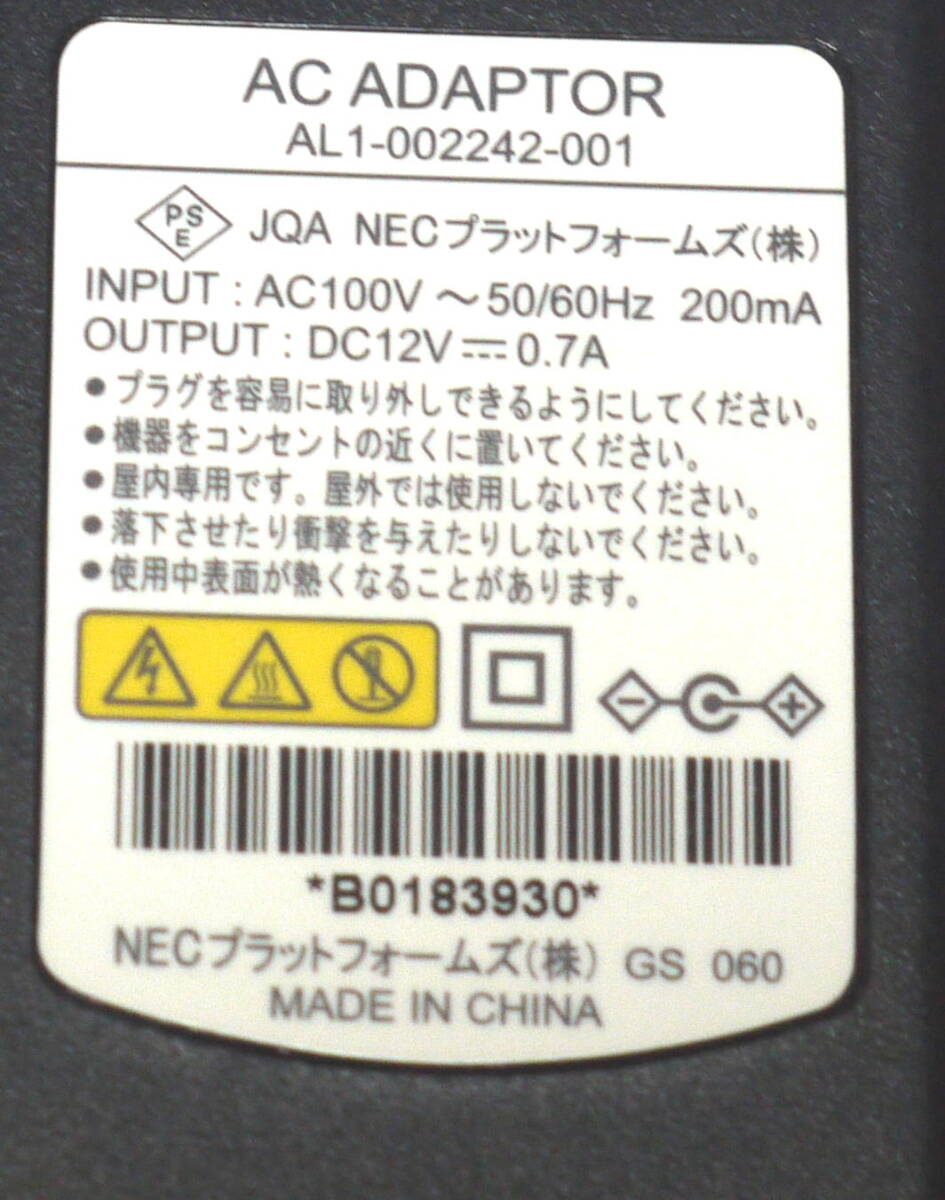 AC ADAPTOR
AL1-002242-001
PSE JQA NECプラットフォームズ(株)
INPUT : AC100V ～50/60Hz 200mA
OUTPUT : DC12V⎓0.7A
●プラグを容易に取り外しできるようにしてください。
●機器をコンセントの近くに置いてください。
●屋内専用です。屋外では使用しないでください。
●落下させたり衝撃を与えたりしないでください。
●使用中表面が熱くなることがあります。
*B0183930*
NECプラットフォームズ(株) GS 060
MADE IN CHINA